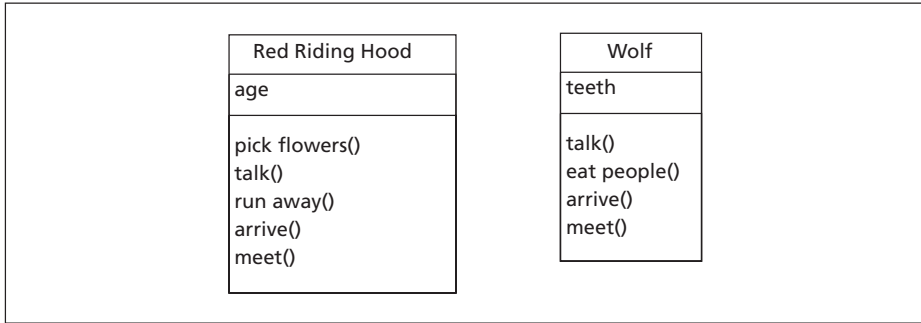 Red Riding Hood
age
pick flowers()
talk()
run away()
arrive()
meet()
Wolf
teeth
talk()
eat people()
arrive()
meet()